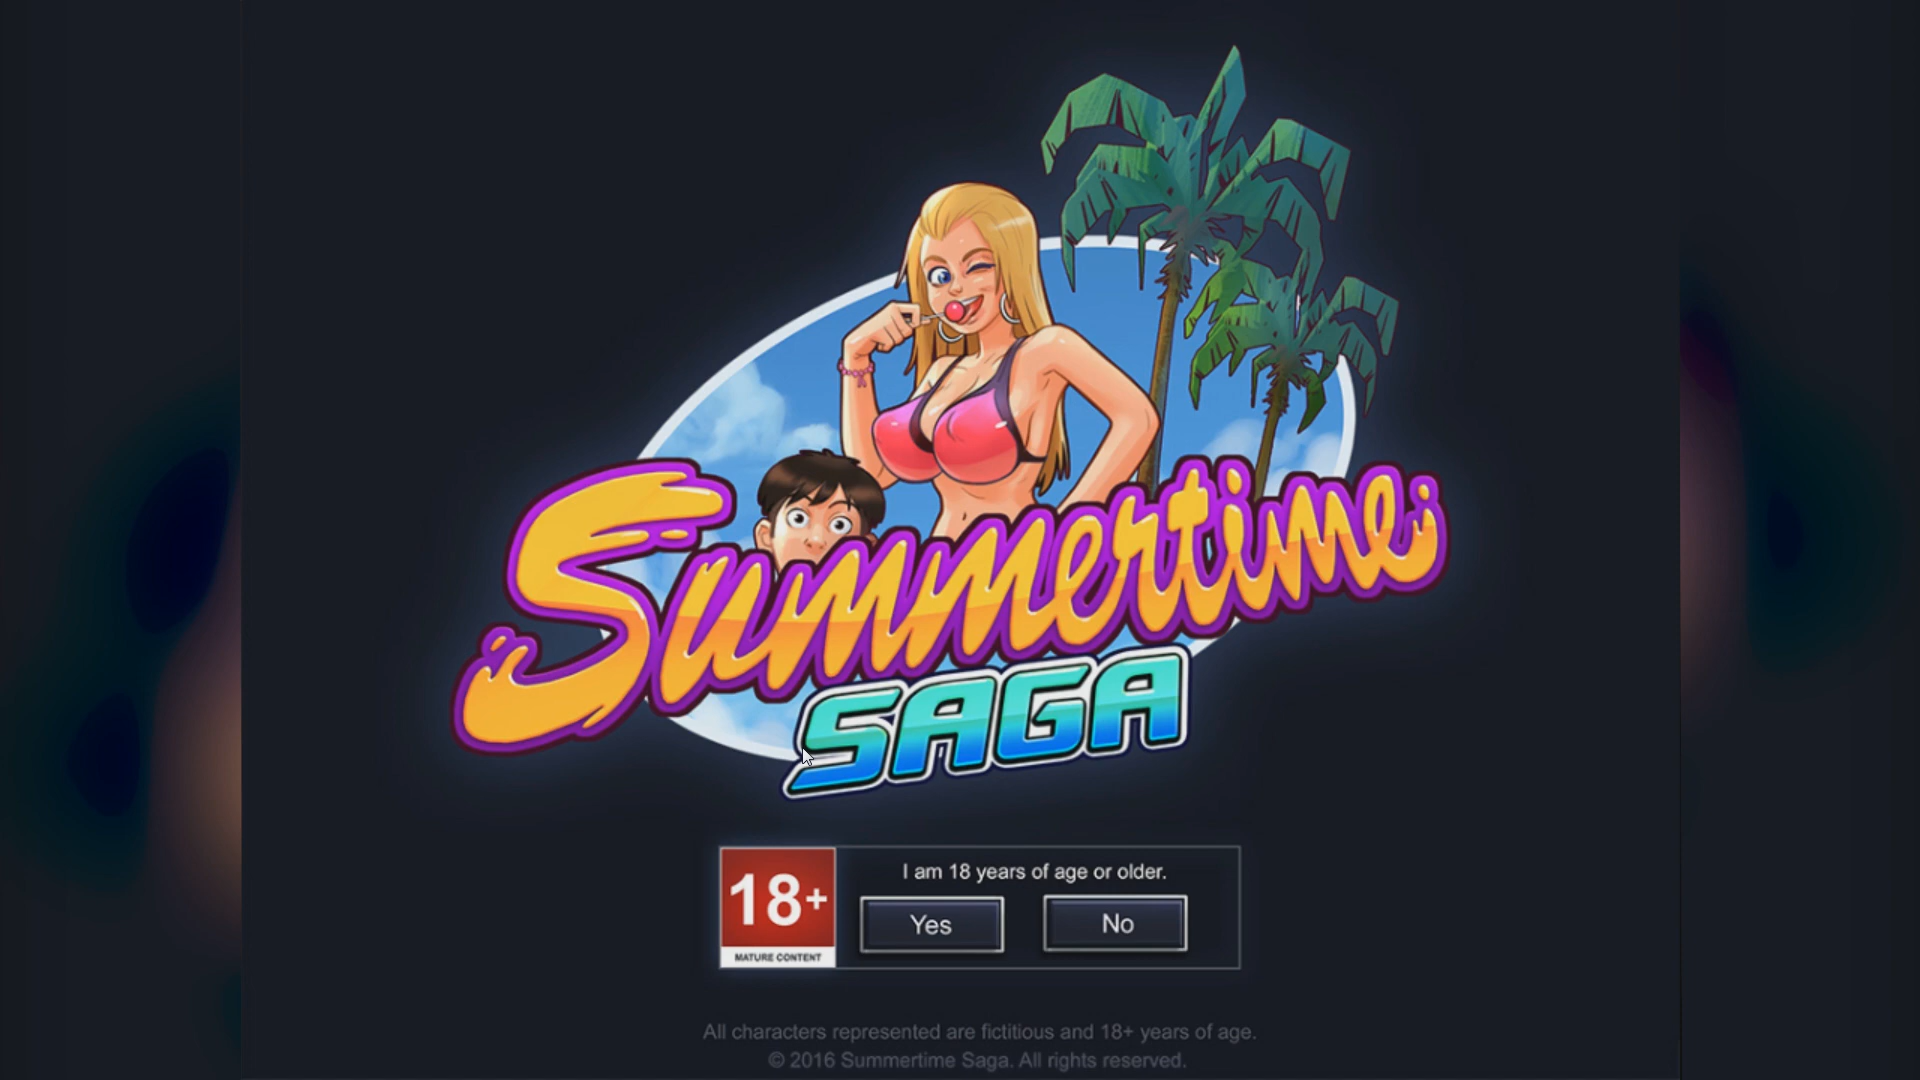 Summertime
SAGA
18+
MATURE CONTENT
I am 18 years of age or older.
Yes
No
All characters represented are fictitious and 18+ years of age.
© 2016 Summertime Saga. All rights reserved.